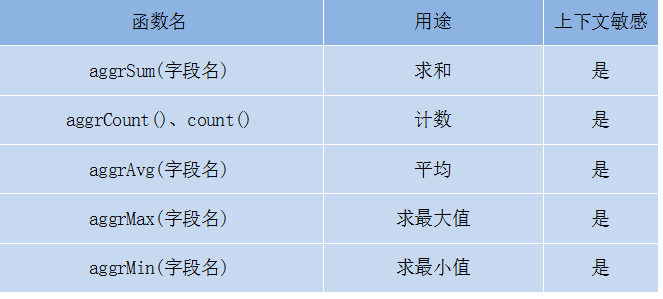 函数名 用途 上下文敏感
aggrSum(字段名) 求和 是
aggrCount()、count() 计数 是
aggrAvg(字段名) 平均 是
aggrMax(字段名) 求最大值 是
aggrMin(字段名) 求最小值 是